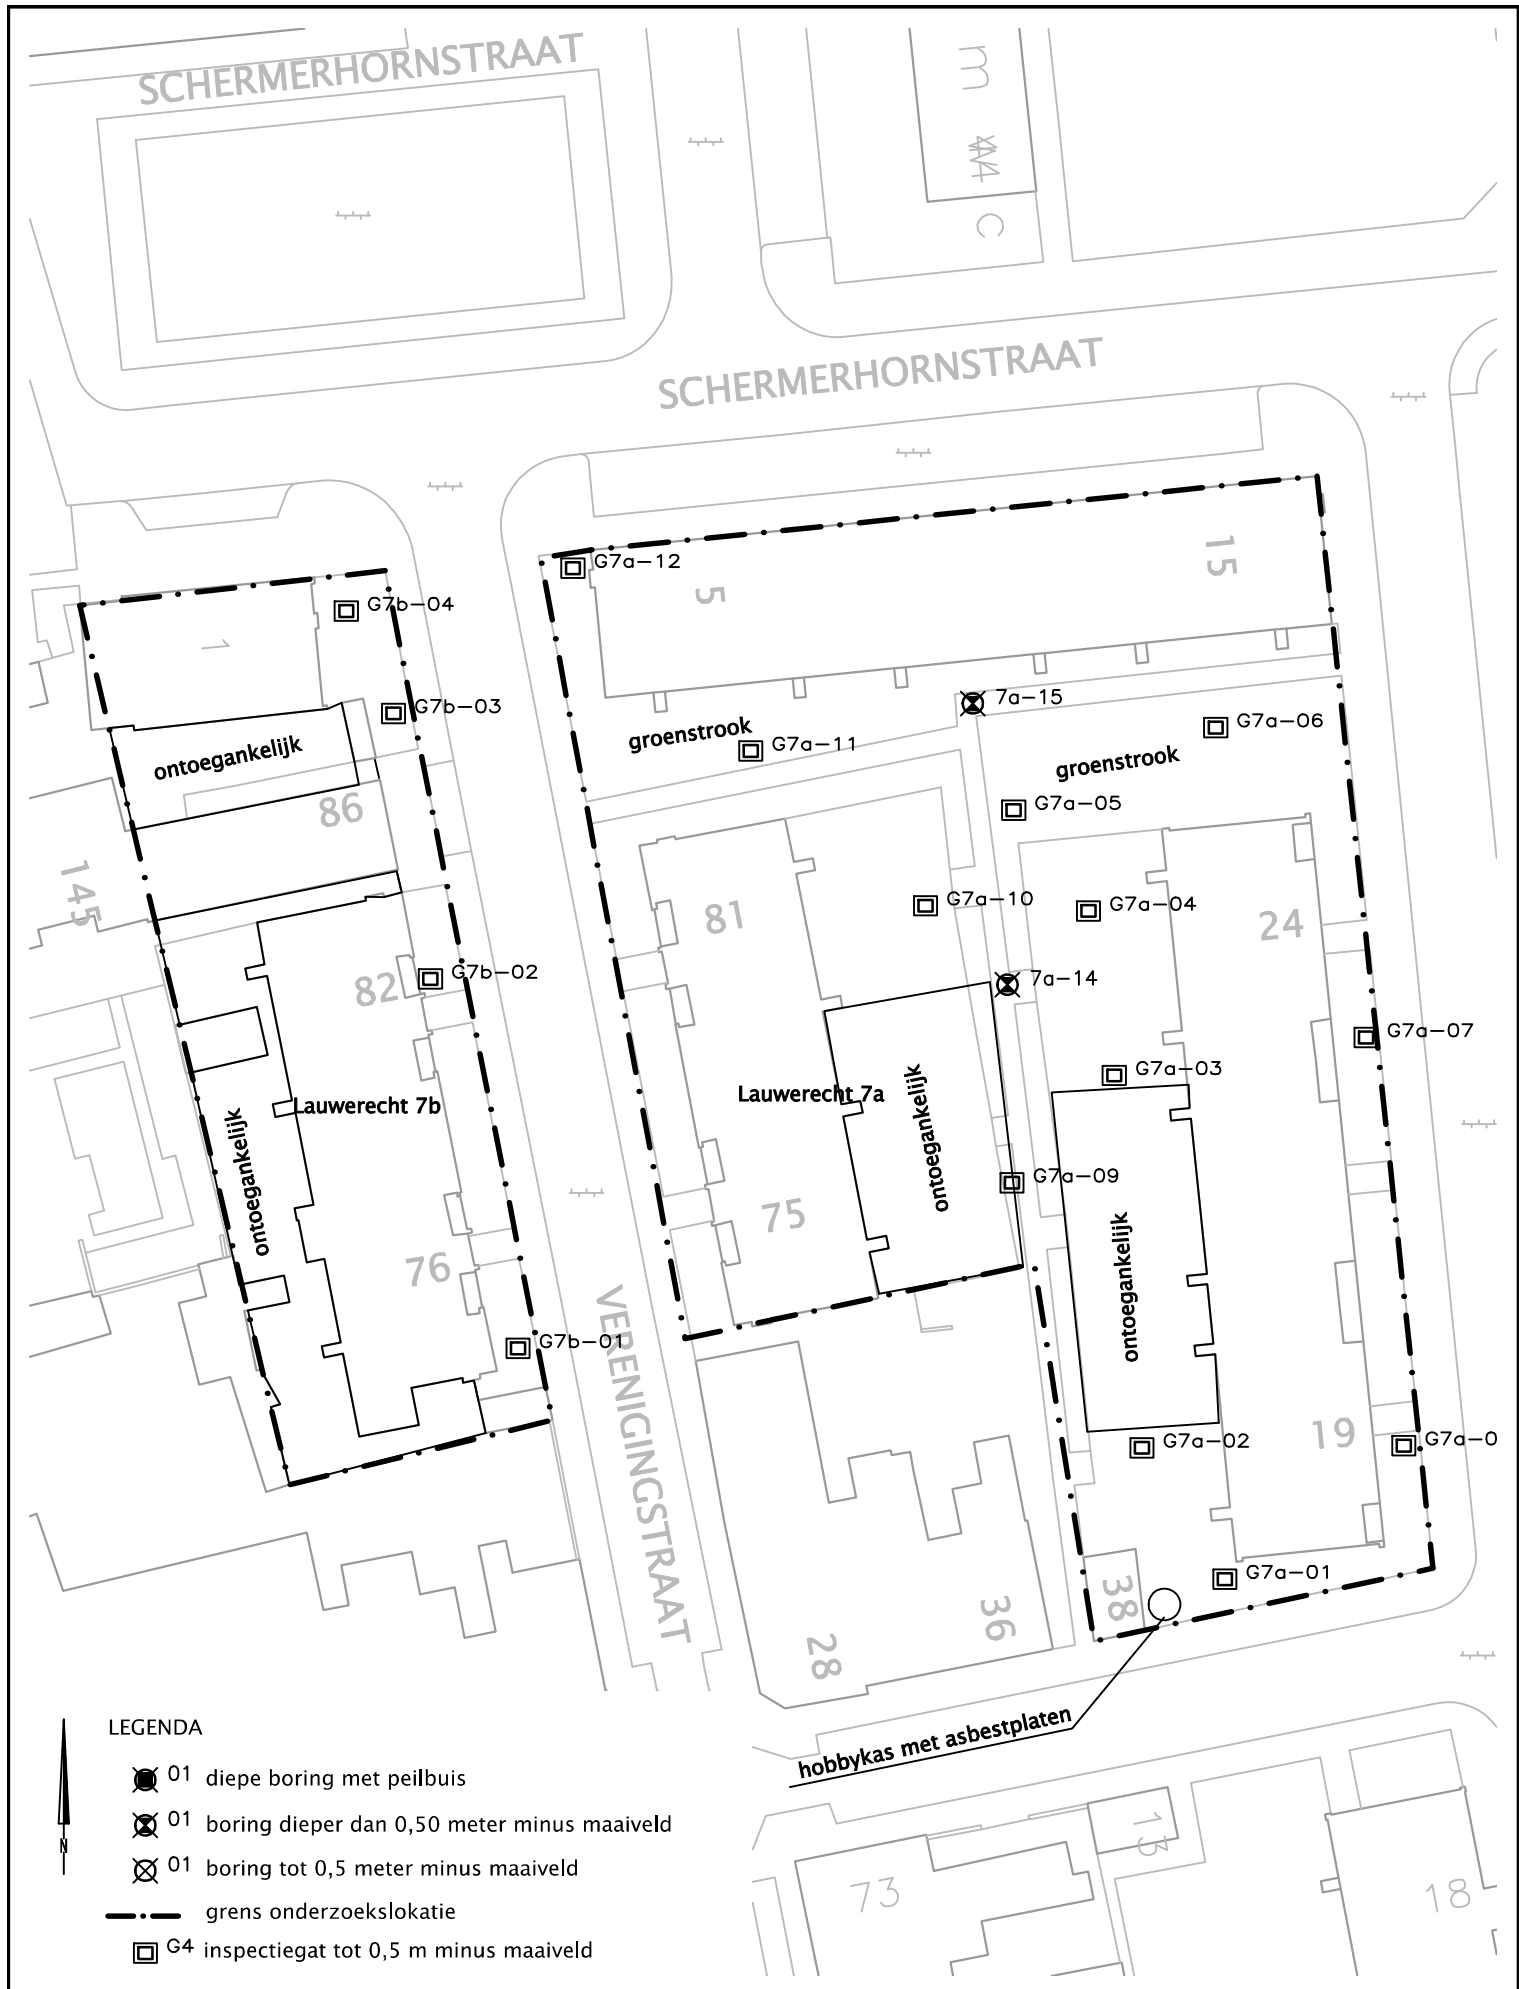 SCHERMERHORNSTRAAT
m
c
SCHERMERHORNSTRAAT
G7a-12
15
5
G7b-04
1
7a-15
G7b-03
G7a-06
groenstrook
G7a-11
ontoegankelijk
groenstrook
86
G7a-05
145
G7a-10
G7a-04
81
24
G7b-02
82
7a-14
G7a-07
G7a-03
Lauwerecht 7b
Lauwerecht 7a
ontoegankelijk
ontoegankelijk
G7a-09
75
76
ontoegankelijk
G7b-01
VERENIGINGSTRAAT
19
G7a-02
G7a-0
G7a-01
38
36
28
hobbykas met asbestplaten
LEGENDA
01 diepe boring met peilbuis
01 boring dieper dan 0,50 meter minus maaiveld
01 boring tot 0,5 meter minus maaiveld
grens onderzoekslokatie
G4 inspectiegat tot 0,5 m minus maaiveld
N
13
73
18